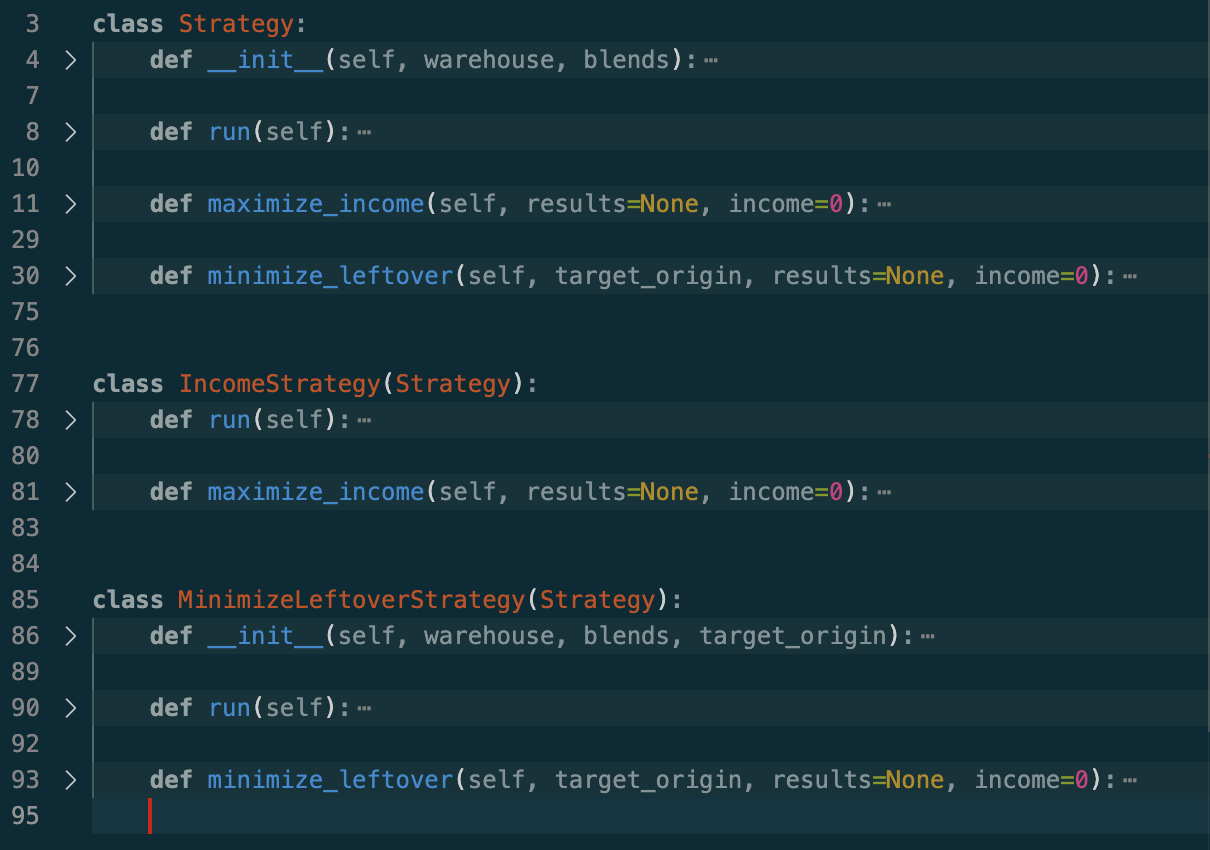 3 class Strategy:
4 > def __init__(self, warehouse, blends):⋯
7
8 > def run(self):⋯
10
11 > def maximize_income(self, results=None, income=0):⋯
29
30 > def minimize_leftover(self, target_origin, results=None, income=0):⋯
75
76
77 class IncomeStrategy(Strategy):
78 > def run(self):⋯
80
81 > def maximize_income(self, results=None, income=0):⋯
83
84
85 class MinimizeLeftoverStrategy(Strategy):
86 > def __init__(self, warehouse, blends, target_origin):⋯
89
90 > def run(self):⋯
92
93 > def minimize_leftover(self, target_origin, results=None, income=0):⋯
95